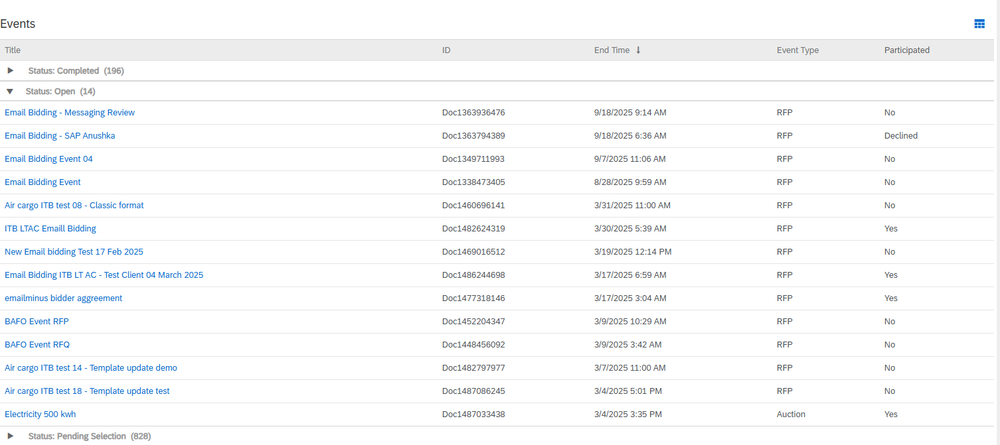 Events
Title ID End Time ↓ Event Type Participated
Status: Completed (196)
Status: Open (14)
Email Bidding - Messaging Review Doc1363936476 9/18/2025 9:14 AM RFP No
Email Bidding - SAP Anushka Doc1363794389 9/18/2025 6:36 AM RFP Declined
Email Bidding Event 04 Doc1349711993 9/7/2025 11:06 AM RFP No
Email Bidding Event Doc1338473405 8/28/2025 9:59 AM RFP No
Air cargo ITB test 08 - Classic format Doc1460696141 3/31/2025 11:00 AM RFP No
ITB LTAC Emaill Bidding Doc1482624319 3/30/2025 5:39 AM RFP Yes
New Email bidding Test 17 Feb 2025 Doc1469016512 3/19/2025 12:14 PM RFP No
Email Bidding ITB LT AC - Test Client 04 March 2025 Doc1486244698 3/17/2025 6:59 AM RFP Yes
emailminus bidder aggreement Doc1477318146 3/17/2025 3:04 AM RFP Yes
BAFO Event RFP Doc1452204347 3/9/2025 10:29 AM RFP No
BAFO Event RFQ Doc1448456092 3/9/2025 3:42 AM RFP No
Air cargo ITB test 14 - Template update demo Doc1482797977 3/7/2025 11:00 AM RFP No
Air cargo ITB test 18 - Template update test Doc1487086245 3/4/2025 5:01 PM RFP No
Electricity 500 kwh Doc1487033438 3/4/2025 3:35 PM Auction Yes
Status: Pending Selection (828)